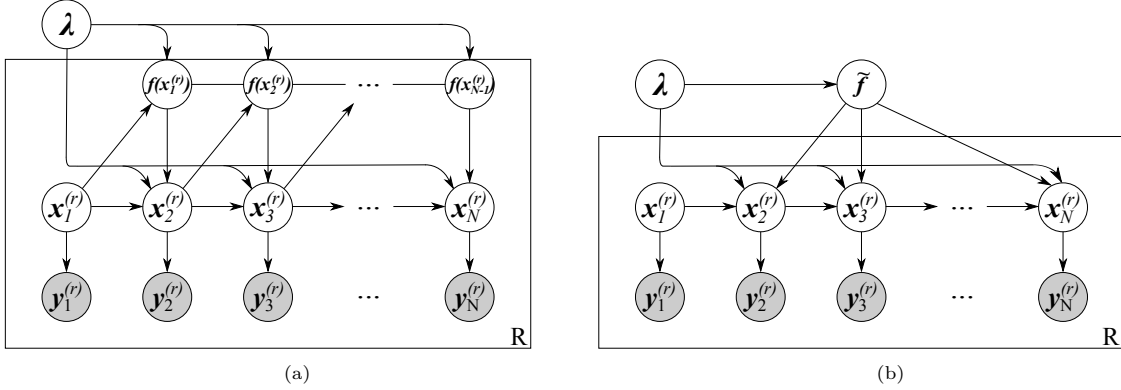 λ
f(x₁⁽ʳ⁾) f(x₂⁽ʳ⁾) ... f(x_{N-1}⁽ʳ⁾)
x₁⁽ʳ⁾ x₂⁽ʳ⁾ x₃⁽ʳ⁾ ... x_N⁽ʳ⁾
y₁⁽ʳ⁾ y₂⁽ʳ⁾ y₃⁽ʳ⁾ ... y_N⁽ʳ⁾
R
(a)
λ f̃
x₁⁽ʳ⁾ x₂⁽ʳ⁾ x₃⁽ʳ⁾ ... x_N⁽ʳ⁾
y₁⁽ʳ⁾ y₂⁽ʳ⁾ y₃⁽ʳ⁾ ... y_N⁽ʳ⁾
R
(b)